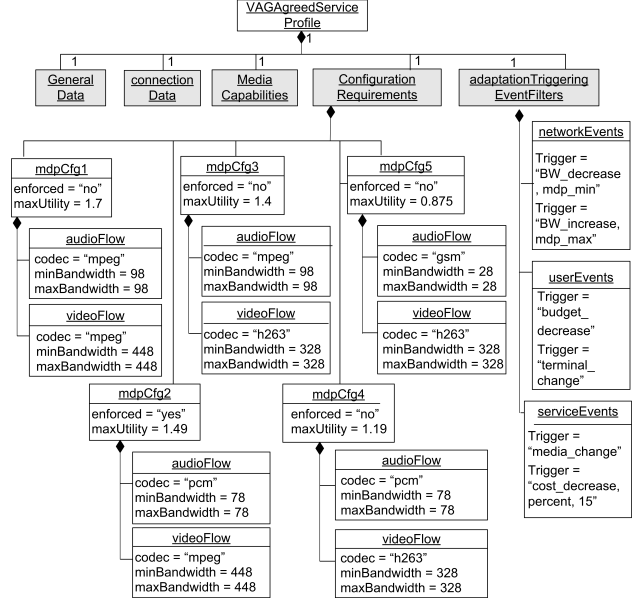 VAGAgreedService
Profile
1
1
1
1
1
1
General
Data
connection
Data
Media
Capabilities
Configuration
Requirements
adaptationTriggering
EventFilters
mdpCfg1
enforced = “no”
maxUtility = 1.7
audioFlow
codec = “mpeg”
minBandwidth = 98
maxBandwidth = 98
videoFlow
codec = “mpeg”
minBandwidth = 448
maxBandwidth = 448
mdpCfg3
enforced = “no”
maxUtility = 1.4
audioFlow
codec = “mpeg”
minBandwidth = 98
maxBandwidth = 98
videoFlow
codec = “h263”
minBandwidth = 328
maxBandwidth = 328
mdpCfg5
enforced = “no”
maxUtility = 0.875
audioFlow
codec = “gsm”
minBandwidth = 28
maxBandwidth = 28
videoFlow
codec = “h263”
minBandwidth = 328
maxBandwidth = 328
mdpCfg2
enforced = “yes”
maxUtility = 1.49
audioFlow
codec = “pcm”
minBandwidth = 78
maxBandwidth = 78
videoFlow
codec = “mpeg”
minBandwidth = 448
maxBandwidth = 448
mdpCfg4
enforced = “no”
maxUtility = 1.19
audioFlow
codec = “pcm”
minBandwidth = 78
maxBandwidth = 78
videoFlow
codec = “h263”
minBandwidth = 328
maxBandwidth = 328
networkEvents
Trigger =
“BW_decrease
, mdp_min”
Trigger =
“BW_increase,
mdp_max”
userEvents
Trigger =
“budget_
decrease”
Trigger =
“terminal_
change”
serviceEvents
Trigger =
“media_change”
Trigger =
“cost_decrease,
percent, 15”